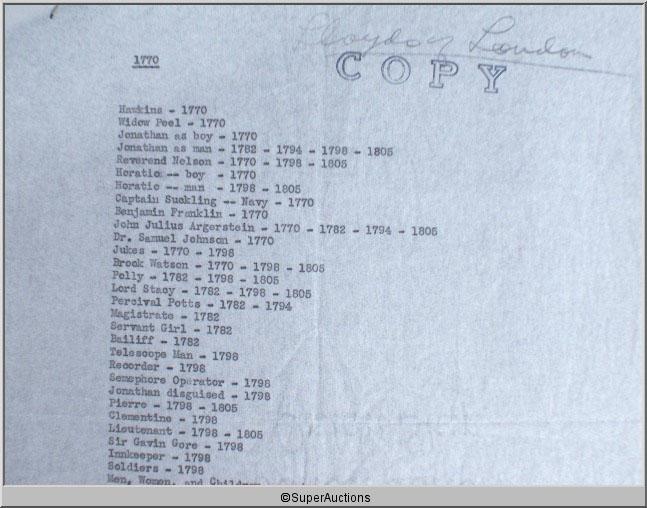 Lloyds of London
1770
COPY
Hawkins - 1770
Widow Peel - 1770
Jonathan as boy - 1770
Jonathan as man - 1782 - 1794 - 1798 - 1805
Reverend Nelson - 1770 - 1798 - 1805
Horatio -- boy - 1770
Horatio -- man - 1798 - 1805
Captain Suckling -- Navy - 1770
Benjamin Franklin - 1770
John Julius Argerstein - 1770 - 1782 - 1794 - 1805
Dr. Samuel Johnson - 1770
Jukes - 1770 - 1798
Brook Watson - 1770 - 1798 - 1805
Polly - 1782 - 1798 - 1805
Lord Stacy - 1782 - 1798 - 1805
Percival Potts - 1782 - 1794
Magistrate - 1782
Servant Girl - 1782
Bailiff - 1782
Telescope Man - 1798
Recorder - 1798
Semaphore Operator - 1798
Jonathan disguised - 1798
Pierre - 1798 - 1805
Clementine - 1798
Lieutenant - 1798 - 1805
Sir Gavin Gore - 1798
Innkeeper - 1798
Soldiers - 1798
Men, Women, and Children
©SuperAuctions